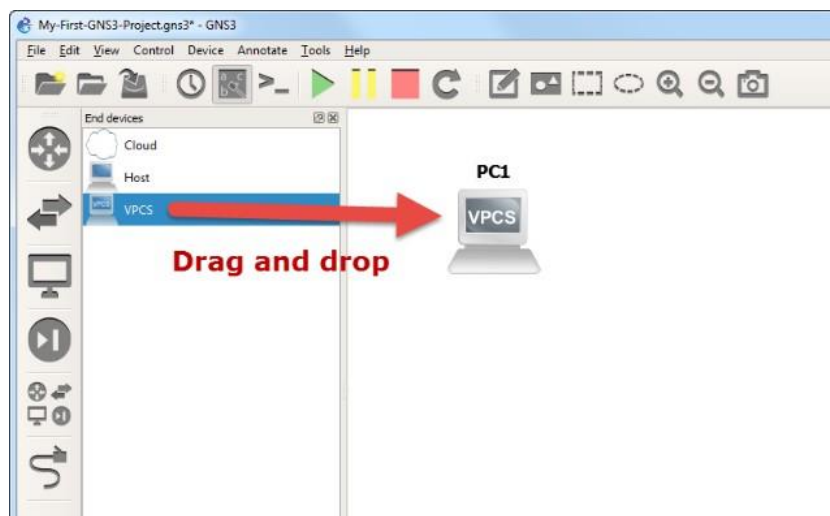 My-First-GNS3-Project.gns3* - GNS3
File Edit View Control Device Annotate Tools Help
End devices
Cloud
Host
VPCS
PC1
VPCS
Drag and drop